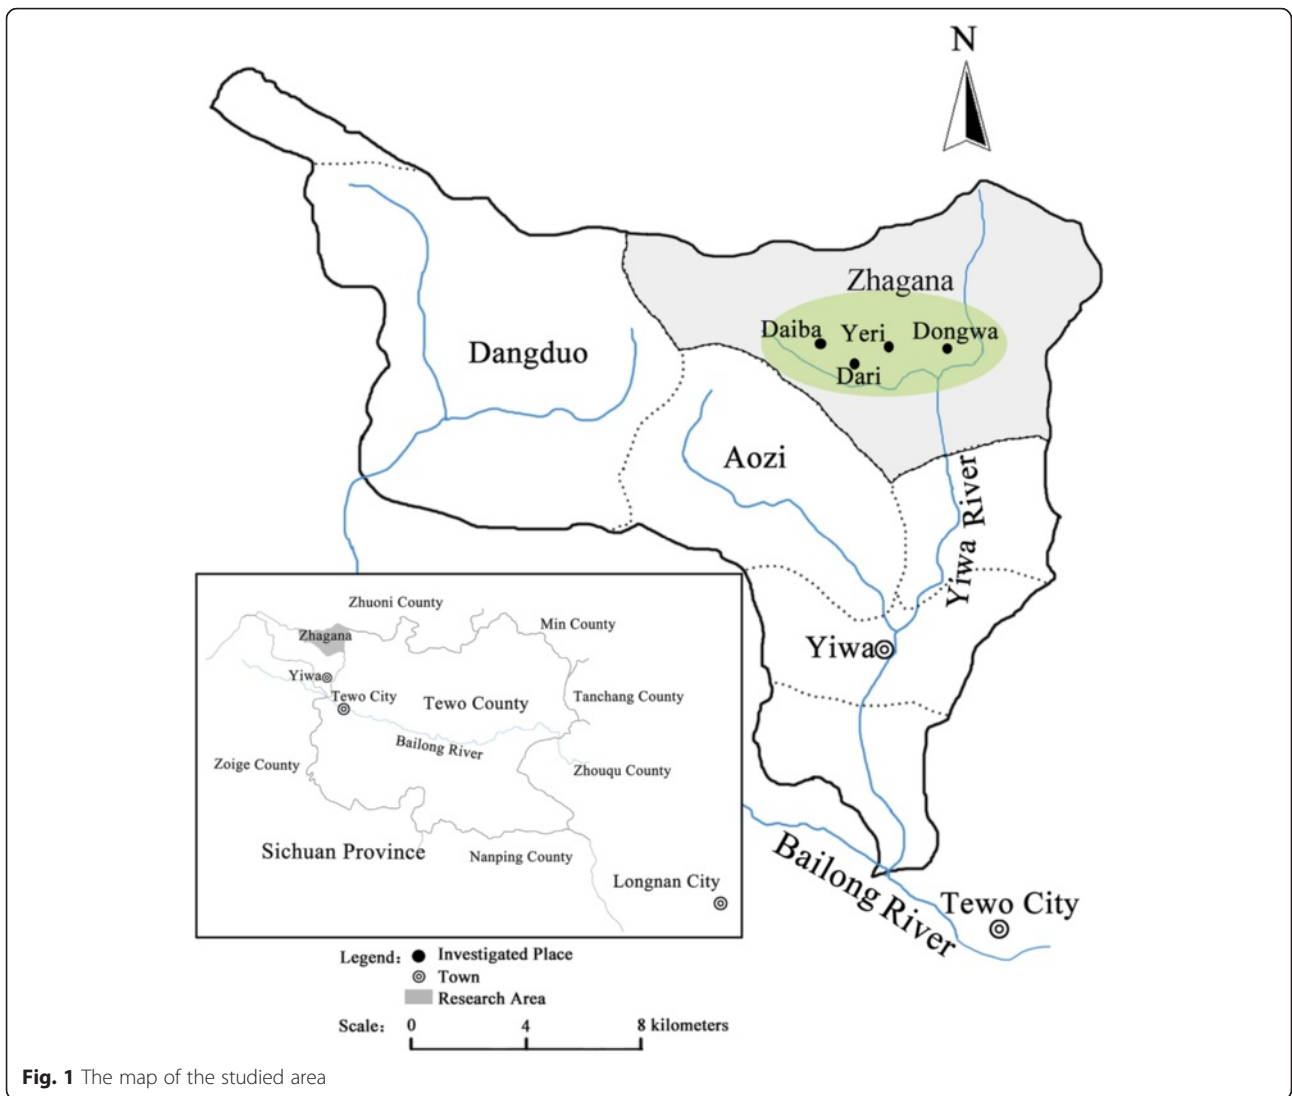 N
Zhagana
Daiba
Yeri
Dongwa
Dari
Dangduo
Aozi
Yiwa River
Yiwa
Bailong River
Tewo City
Zhuoni County
Min County
Zhagana
Yiwa
Tewo City
Tewo County
Tanchang County
Bailong River
Zoige County
Zhouqu County
Sichuan Province
Nanping County
Longnan City
Legend: Investigated Place
Town
Research Area
Scale: 0 4 8 kilometers
Fig. 1 The map of the studied area